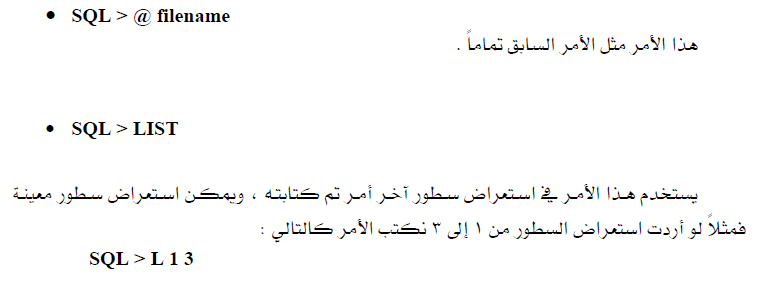 • SQL > @ filename
هذا الأمر مثل الأمر السابق تماماً .
• SQL > LIST
يستخدم هذا الأمر في استعراض سطور آخر أمر تم كتابته ، ويمكن استعراض سطور معينة
فمثلاً لو أردت استعراض السطور من ١ إلى ٣ نكتب الأمر كالتالي :
SQL > L 1 3